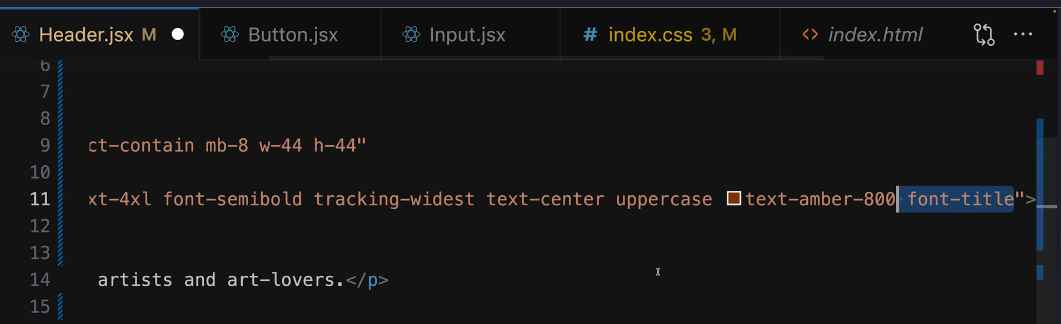 Header.jsx M Button.jsx Input.jsx # index.css 3, M <> index.html ...
6
7
8
9 ct-contain mb-8 w-44 h-44"
10
11 xt-4xl font-semibold tracking-widest text-center uppercase text-amber-800 font-title">
12
13
14 artists and art-lovers.</p>
15